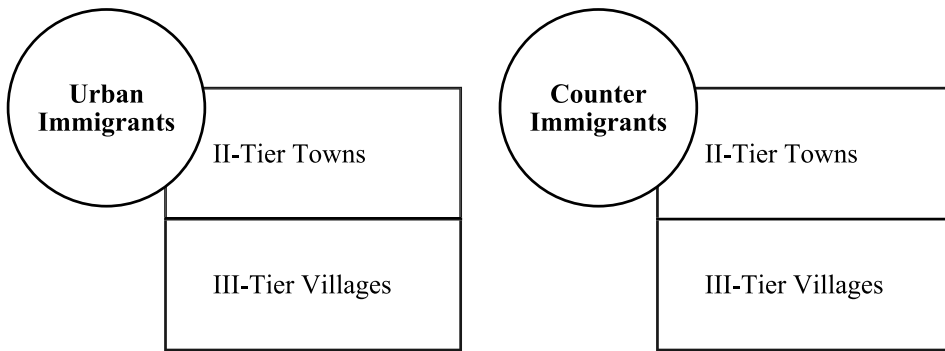 Urban
Immigrants
II-Tier Towns
III-Tier Villages
Counter
Immigrants
II-Tier Towns
III-Tier Villages